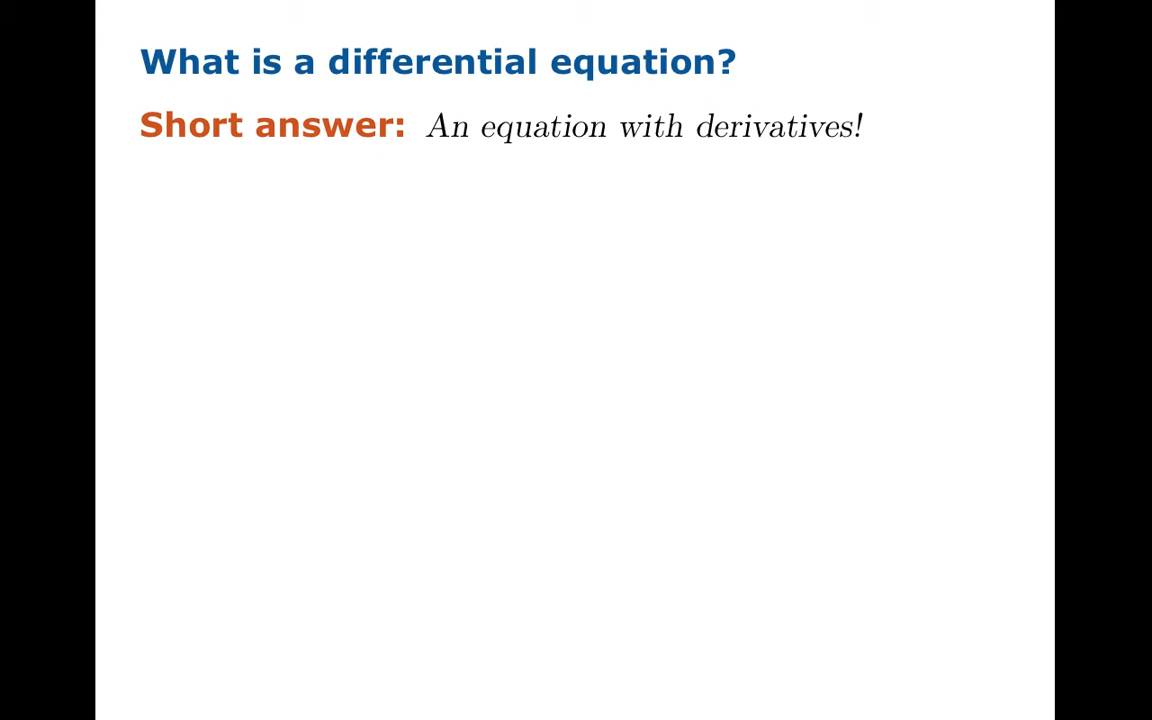 What is a differential equation?
Short answer: An equation with derivatives!